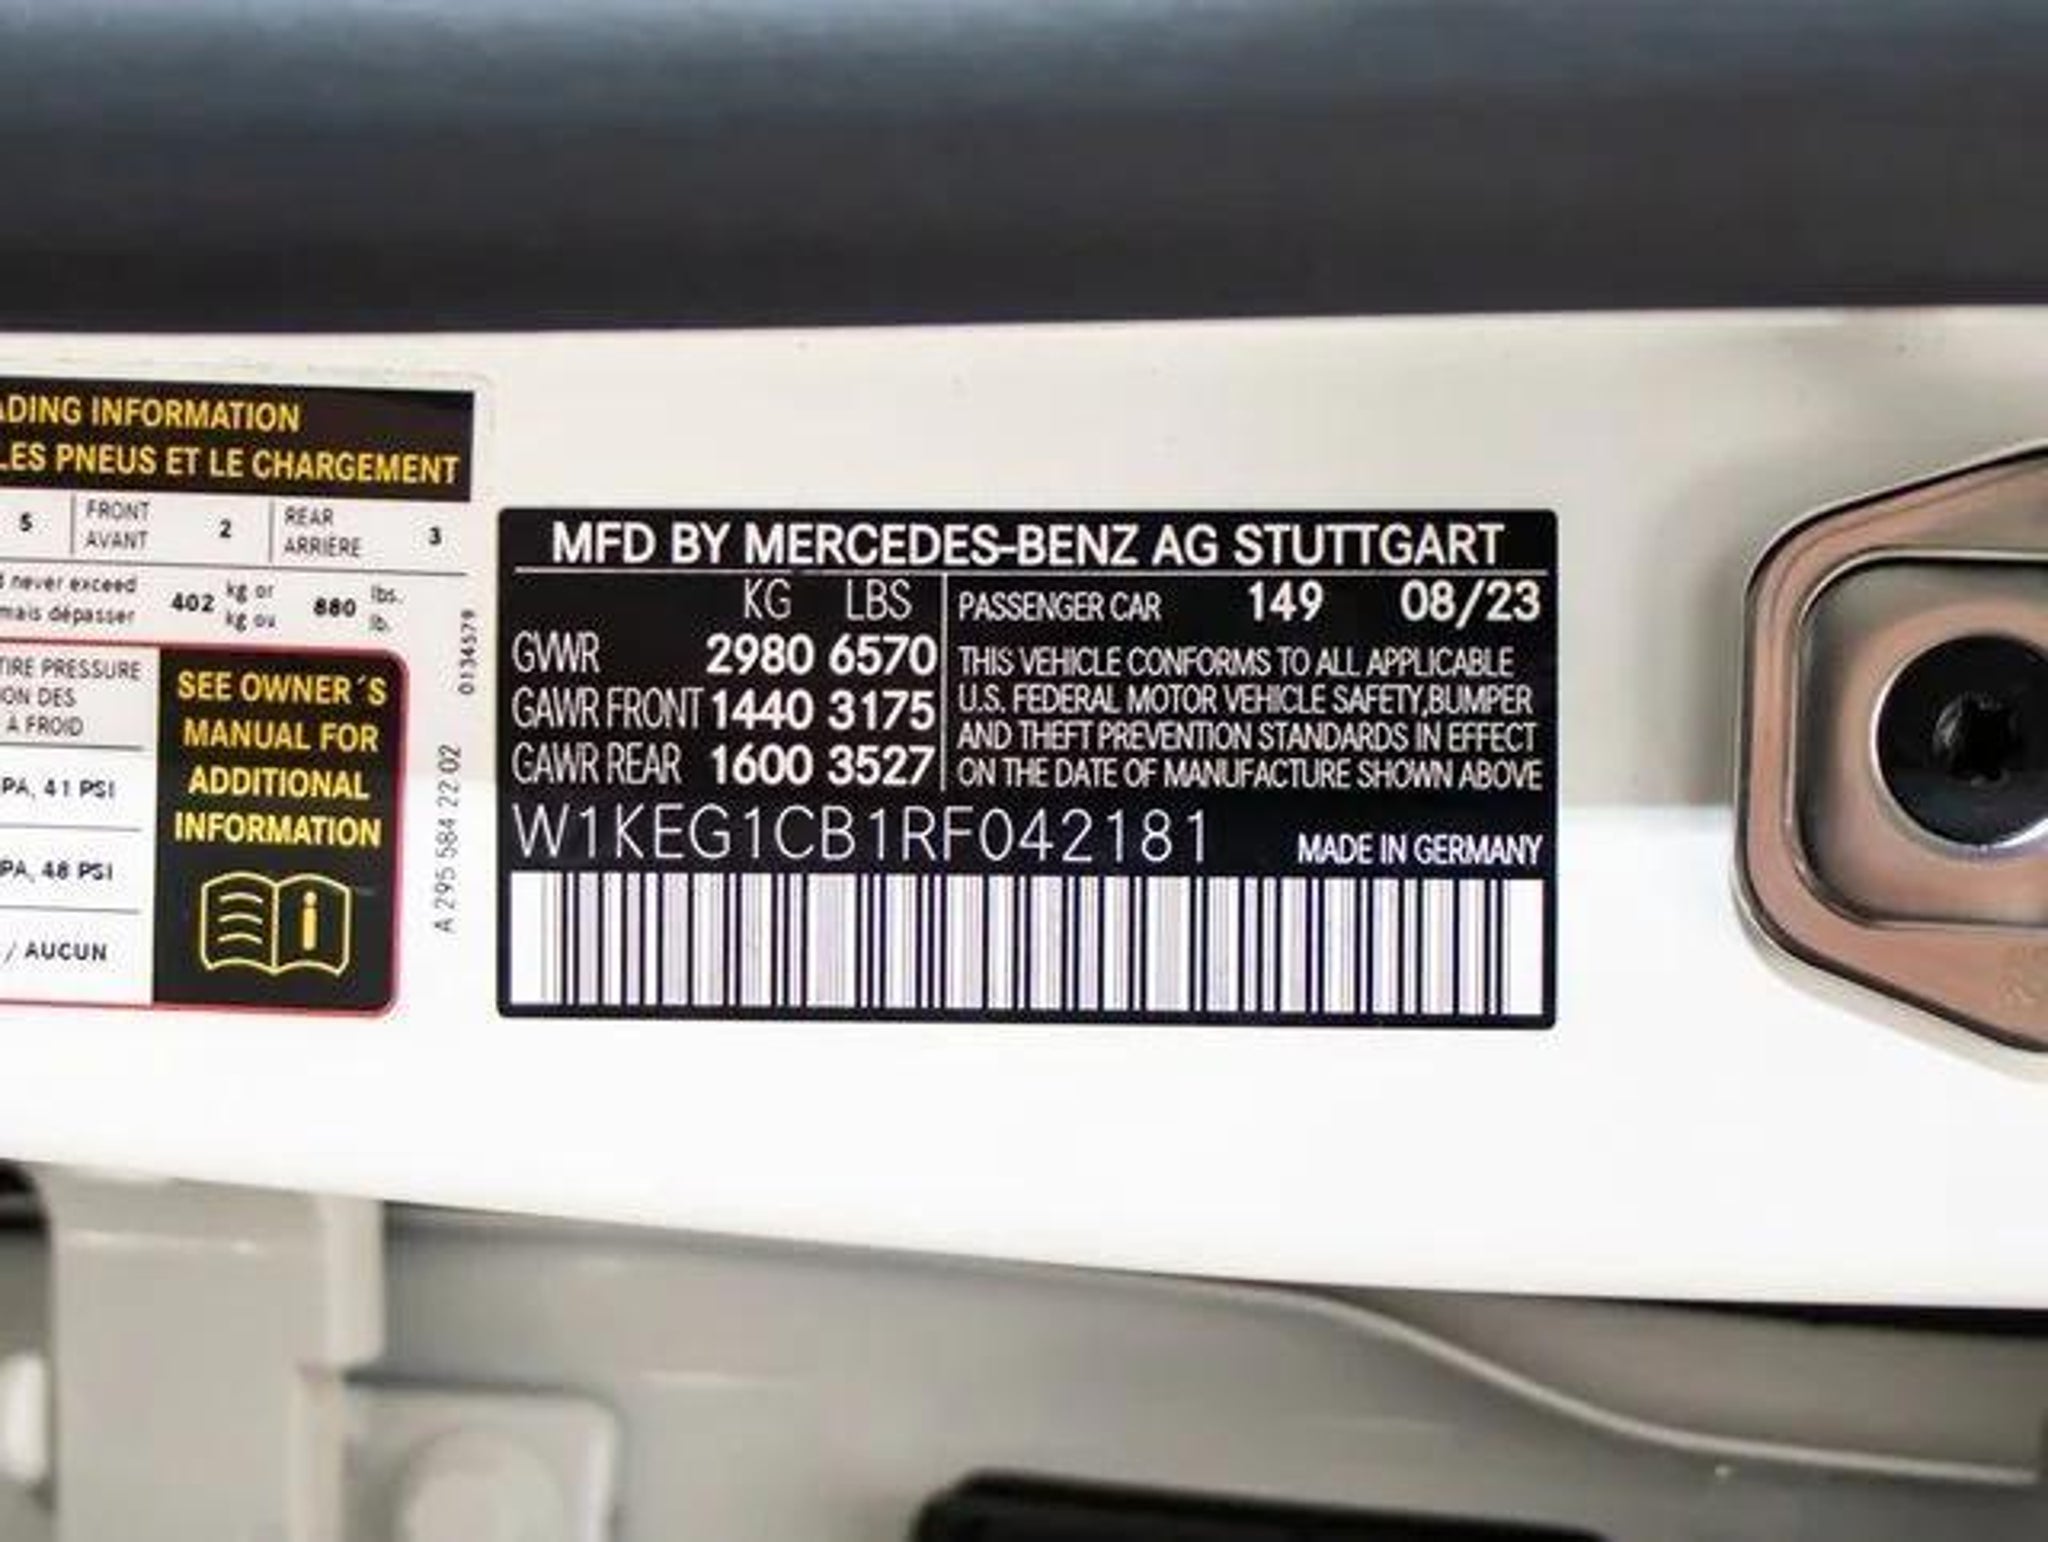 ADING INFORMATION
LES PNEUS ET LE CHARGEMENT
5 FRONT AVANT 2 REAR ARRIERE 3
never exceed
mais dépasser
402 kg or kg ou 880 lbs. lb.
TIRE PRESSURE
ION DES
A FROID
PA, 41 PSI
PA, 48 PSI
/ AUCUN
SEE OWNER´S
MANUAL FOR
ADDITIONAL
INFORMATION
A 295 584 22 02
0134579
MFD BY MERCEDES-BENZ AG STUTTGART
KG LBS
GVWR 2980 6570
GAWR FRONT 1440 3175
GAWR REAR 1600 3527
PASSENGER CAR 149 08/23
THIS VEHICLE CONFORMS TO ALL APPLICABLE
U.S. FEDERAL MOTOR VEHICLE SAFETY,BUMPER
AND THEFT PREVENTION STANDARDS IN EFFECT
ON THE DATE OF MANUFACTURE SHOWN ABOVE
W1KEG1CB1RF042181
MADE IN GERMANY